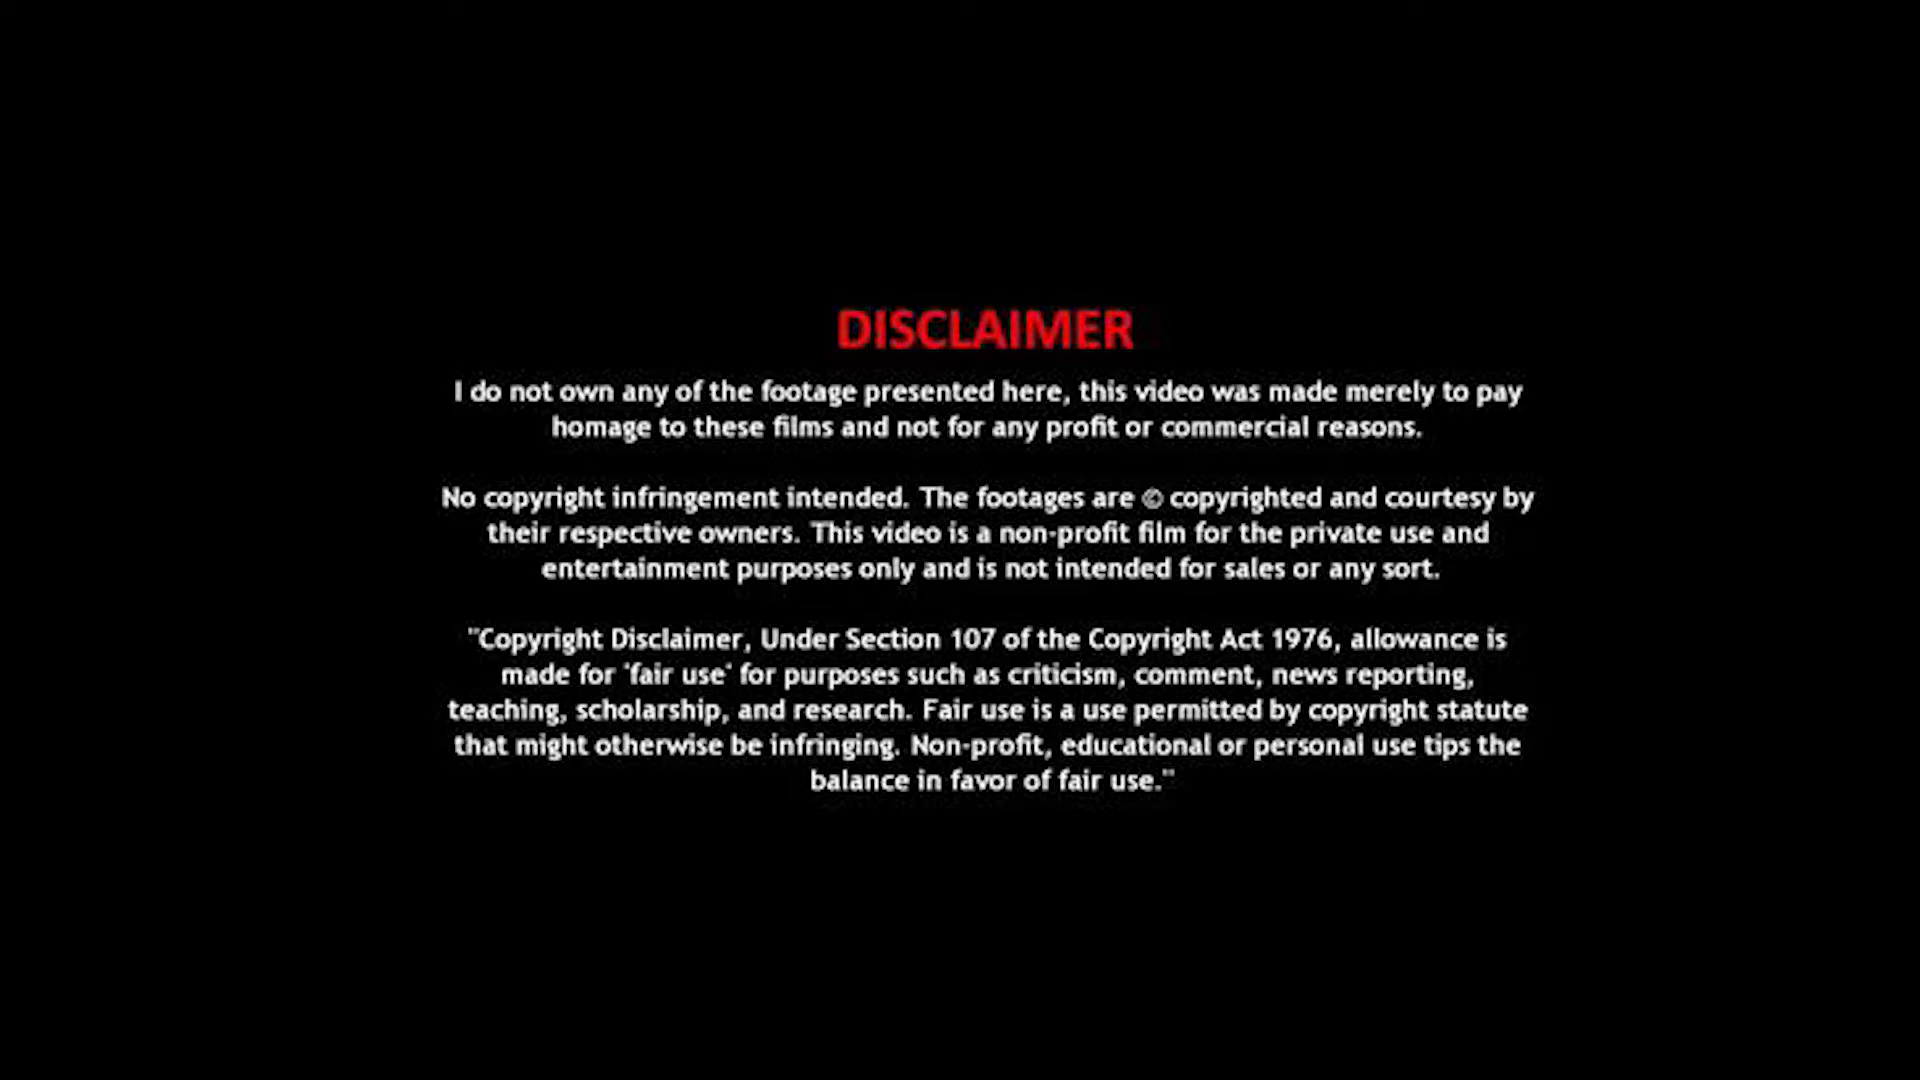 DISCLAIMER
I do not own any of the footage presented here, this video was made merely to pay
homage to these films and not for any profit or commercial reasons.
No copyright infringement intended. The footages are © copyrighted and courtesy by
their respective owners. This video is a non-profit film for the private use and
entertainment purposes only and is not intended for sales or any sort.
"Copyright Disclaimer, Under Section 107 of the Copyright Act 1976, allowance is
made for 'fair use' for purposes such as criticism, comment, news reporting,
teaching, scholarship, and research. Fair use is a use permitted by copyright statute
that might otherwise be infringing. Non-profit, educational or personal use tips the
balance in favor of fair use."